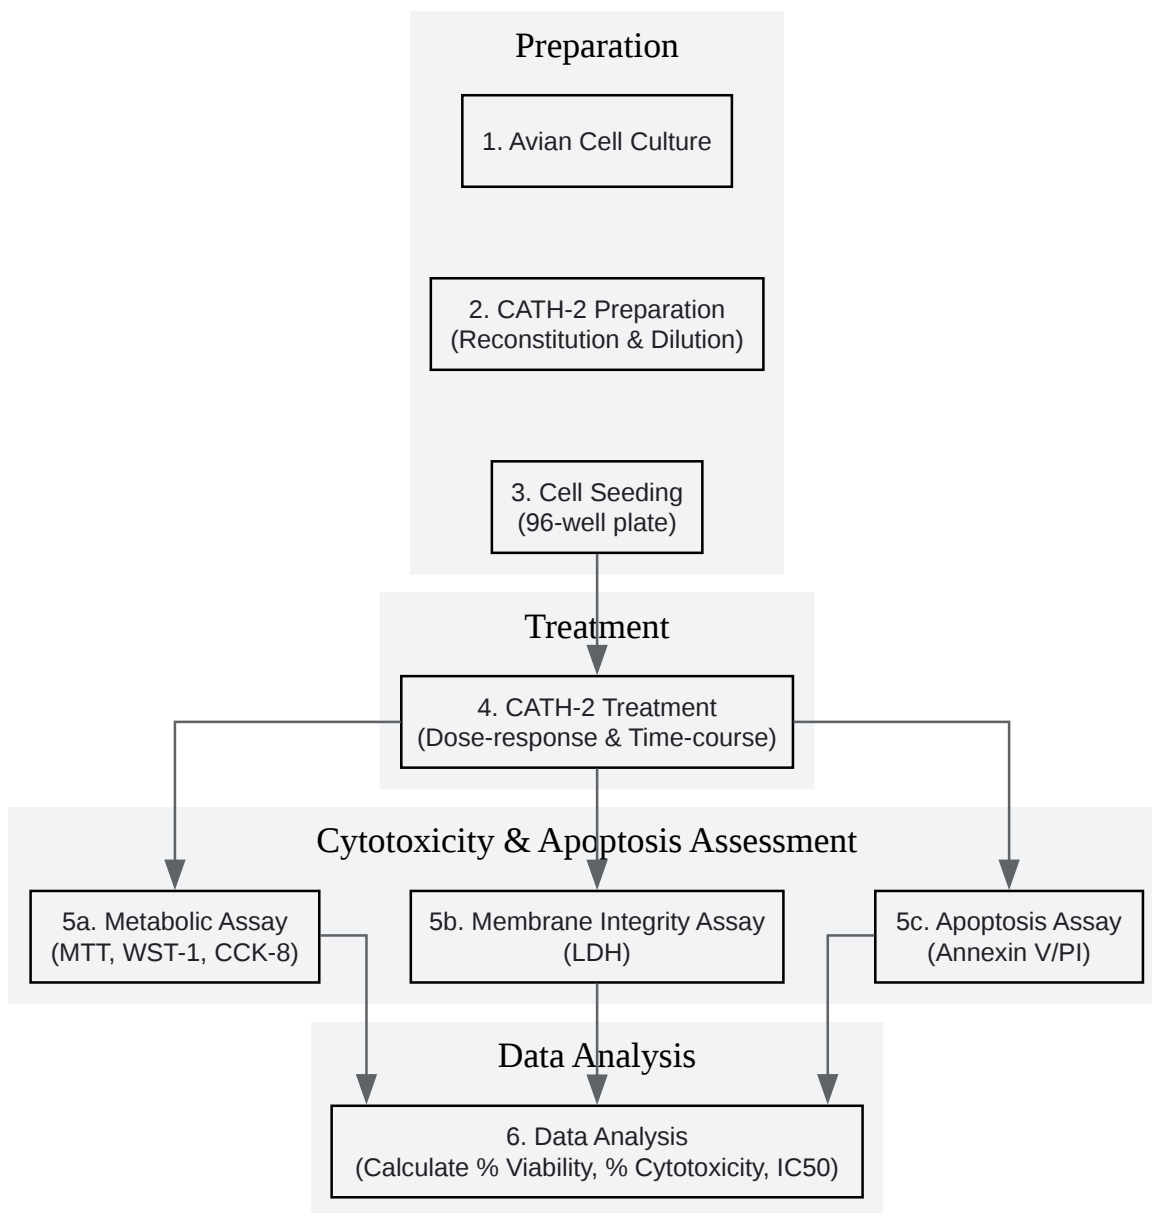 Preparation
1. Avian Cell Culture
2. CATH-2 Preparation
(Reconstitution & Dilution)
3. Cell Seeding
(96-well plate)
Treatment
4. CATH-2 Treatment
(Dose-response & Time-course)
Cytotoxicity & Apoptosis Assessment
5a. Metabolic Assay
(MTT, WST-1, CCK-8)
5b. Membrane Integrity Assay
(LDH)
5c. Apoptosis Assay
(Annexin V/PI)
Data Analysis
6. Data Analysis
(Calculate % Viability, % Cytotoxicity, IC50)